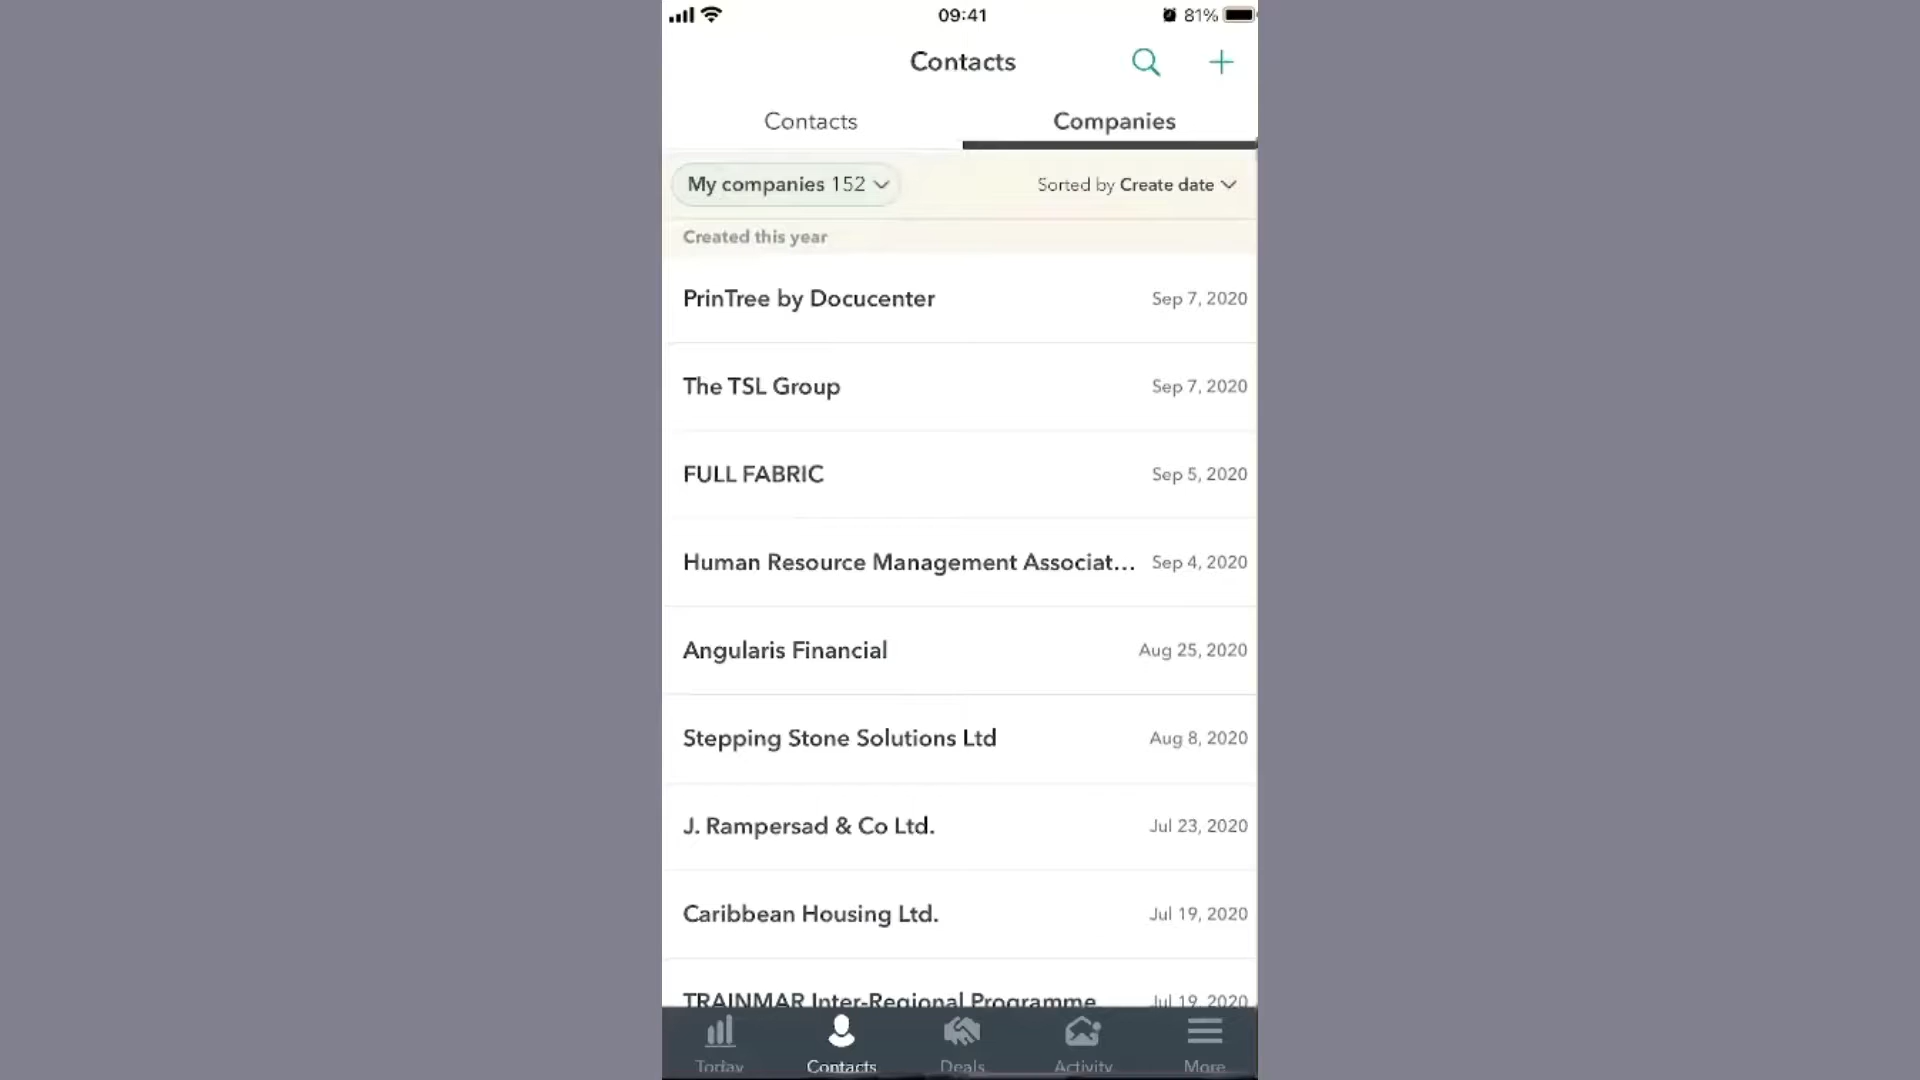 09:41
81%
Contacts
Contacts
Companies
My companies 152
Sorted by Create date
Created this year
PrinTree by Docucenter
Sep 7, 2020
The TSL Group
Sep 7, 2020
FULL FABRIC
Sep 5, 2020
Human Resource Management Associat...
Sep 4, 2020
Angularis Financial
Aug 25, 2020
Stepping Stone Solutions Ltd
Aug 8, 2020
J. Rampersad & Co Ltd.
Jul 23, 2020
Caribbean Housing Ltd.
Jul 19, 2020
TRAINMAR Inter-Regional Programme
Jul 19, 2020
Today
Contacts
Deals
Activity
More